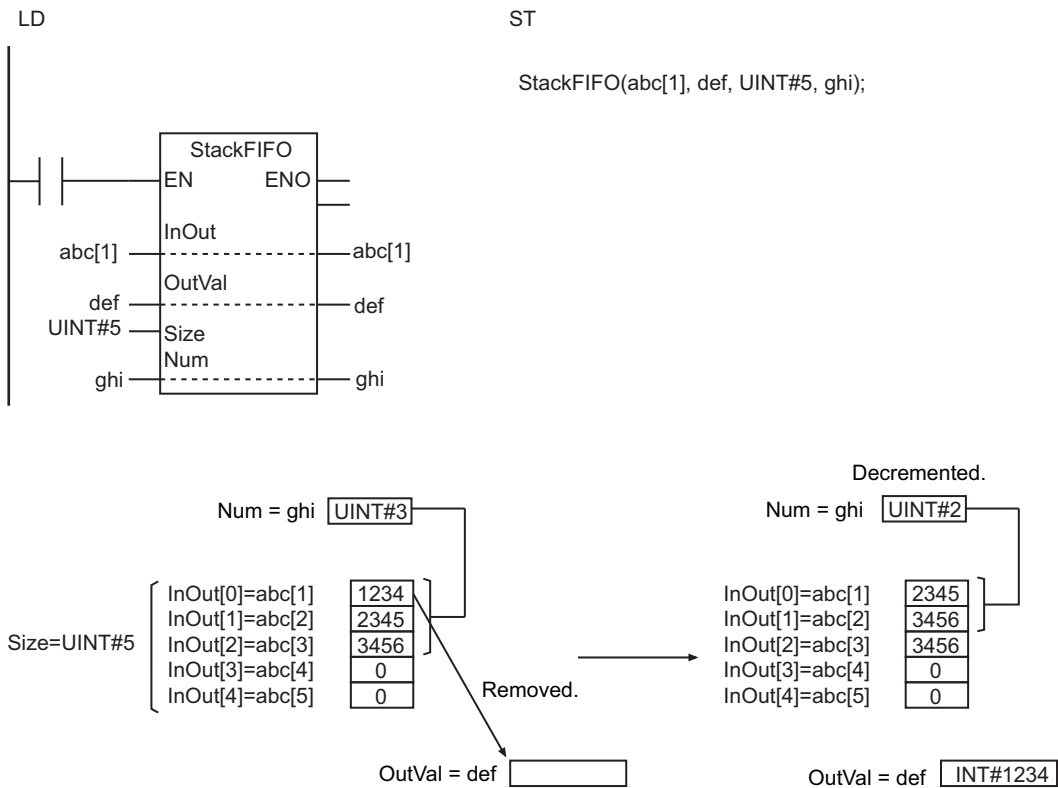 LD
ST
StackFIFO(abc[1], def, UINT#5, ghi);
StackFIFO
EN ENO
InOut
abc[1] abc[1]
OutVal
def def
UINT#5 Size
Num
ghi ghi
Decremented.
Num = ghi UINT#3
Num = ghi UINT#2
Size=UINT#5
InOut[0]=abc[1] 1234
InOut[1]=abc[2] 2345
InOut[2]=abc[3] 3456
InOut[3]=abc[4] 0
InOut[4]=abc[5] 0
Removed.
InOut[0]=abc[1] 2345
InOut[1]=abc[2] 3456
InOut[2]=abc[3] 3456
InOut[3]=abc[4] 0
InOut[4]=abc[5] 0
OutVal = def
OutVal = def INT#1234